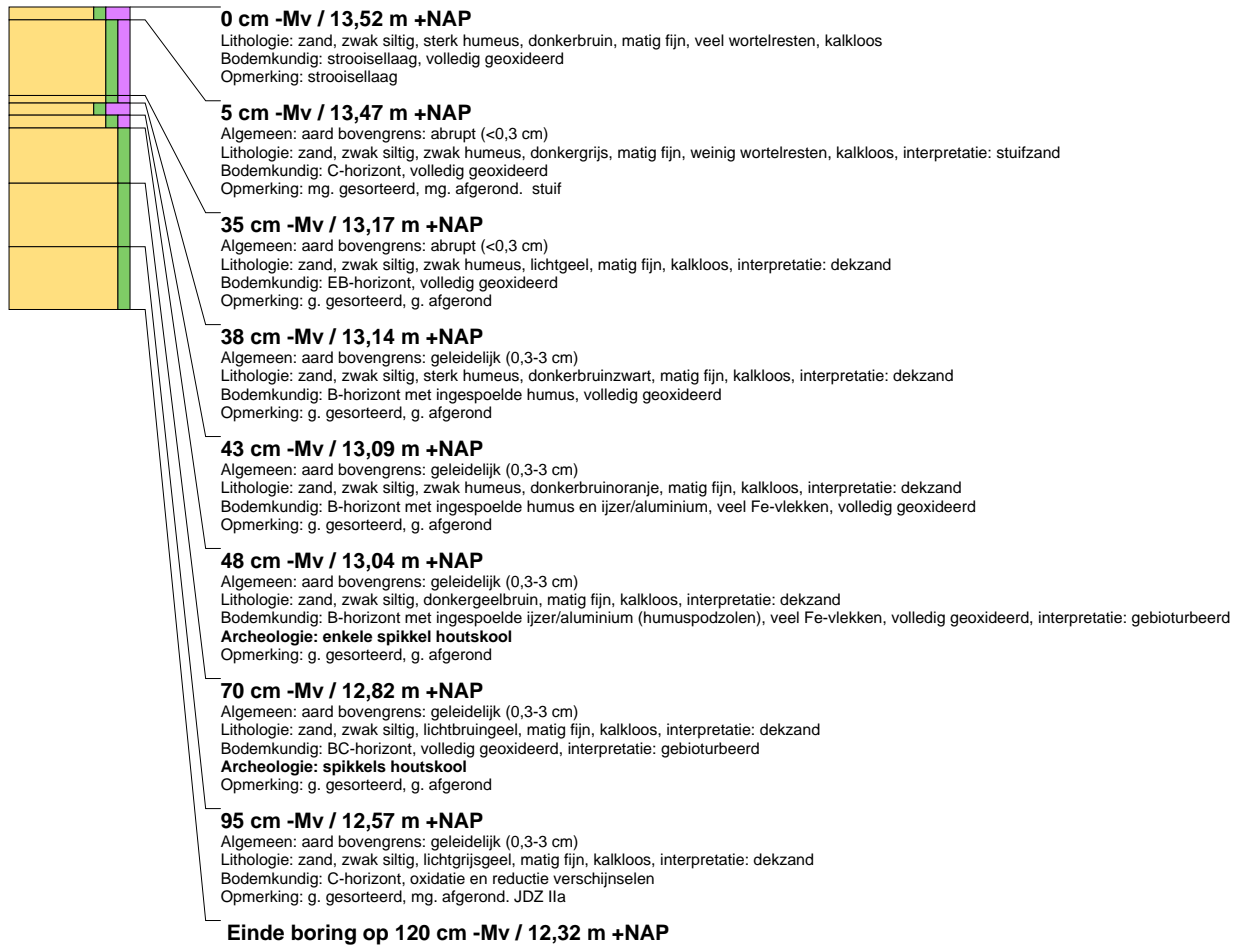 0 cm -Mv / 13,52 m +NAP
Lithologie: zand, zwak siltig, sterk humeus, donkerbruin, matig fijn, veel wortelresten, kalkloos
Bodemkundig: strooisellaag, volledig geoxideerd
Opmerking: strooisellaag
5 cm -Mv / 13,47 m +NAP
Algemeen: aard bovengrens: abrupt (<0,3 cm)
Lithologie: zand, zwak siltig, zwak humeus, donkergrijs, matig fijn, weinig wortelresten, kalkloos, interpretatie: stuifzand
Bodemkundig: C-horizont, volledig geoxideerd
Opmerking: mg. gesorteerd, mg. afgerond.  stuif
35 cm -Mv / 13,17 m +NAP
Algemeen: aard bovengrens: abrupt (<0,3 cm)
Lithologie: zand, zwak siltig, zwak humeus, lichtgeel, matig fijn, kalkloos, interpretatie: dekzand
Bodemkundig: EB-horizont, volledig geoxideerd
Opmerking: g. gesorteerd, g. afgerond
38 cm -Mv / 13,14 m +NAP
Algemeen: aard bovengrens: geleidelijk (0,3-3 cm)
Lithologie: zand, zwak siltig, sterk humeus, donkerbruinzwart, matig fijn, kalkloos, interpretatie: dekzand
Bodemkundig: B-horizont met ingespoelde humus, volledig geoxideerd
Opmerking: g. gesorteerd, g. afgerond
43 cm -Mv / 13,09 m +NAP
Algemeen: aard bovengrens: geleidelijk (0,3-3 cm)
Lithologie: zand, zwak siltig, zwak humeus, donkerbruinoranje, matig fijn, kalkloos, interpretatie: dekzand
Bodemkundig: B-horizont met ingespoelde humus en ijzer/aluminium, veel Fe-vlekken, volledig geoxideerd
Opmerking: g. gesorteerd, g. afgerond
48 cm -Mv / 13,04 m +NAP
Algemeen: aard bovengrens: geleidelijk (0,3-3 cm)
Lithologie: zand, zwak siltig, donkergeelbruin, matig fijn, kalkloos, interpretatie: dekzand
Bodemkundig: B-horizont met ingespoelde ijzer/aluminium (humuspodzolen), veel Fe-vlekken, volledig geoxideerd, interpretatie: gebioturbeerd
Archeologie: enkele spikkel houtskool
Opmerking: g. gesorteerd, g. afgerond
70 cm -Mv / 12,82 m +NAP
Algemeen: aard bovengrens: geleidelijk (0,3-3 cm)
Lithologie: zand, zwak siltig, lichtbruingeel, matig fijn, kalkloos, interpretatie: dekzand
Bodemkundig: BC-horizont, volledig geoxideerd, interpretatie: gebioturbeerd
Archeologie: spikkels houtskool
Opmerking: g. gesorteerd, g. afgerond
95 cm -Mv / 12,57 m +NAP
Algemeen: aard bovengrens: geleidelijk (0,3-3 cm)
Lithologie: zand, zwak siltig, lichtgrijsgeel, matig fijn, kalkloos, interpretatie: dekzand
Bodemkundig: C-horizont, oxidatie en reductie verschijnselen
Opmerking: g. gesorteerd, mg. afgerond. JDZ IIa
Einde boring op 120 cm -Mv / 12,32 m +NAP